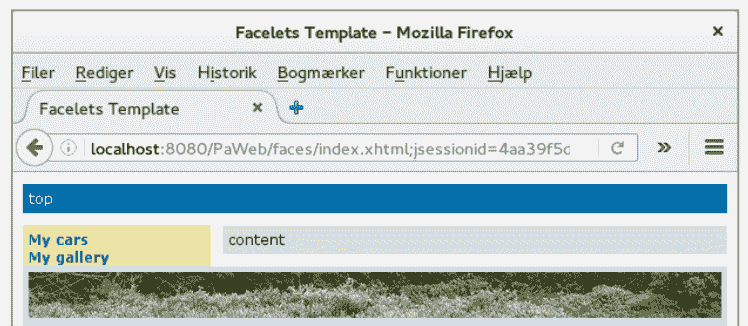 Facelets Template – Mozilla Firefox ×
Filer Rediger Vis Historik Bogmærker Funktioner Hjælp
Facelets Template × +
localhost:8080/PaWeb/faces/index.xhtml;jsessionid=4aa39f5c
top
My cars
content
My gallery